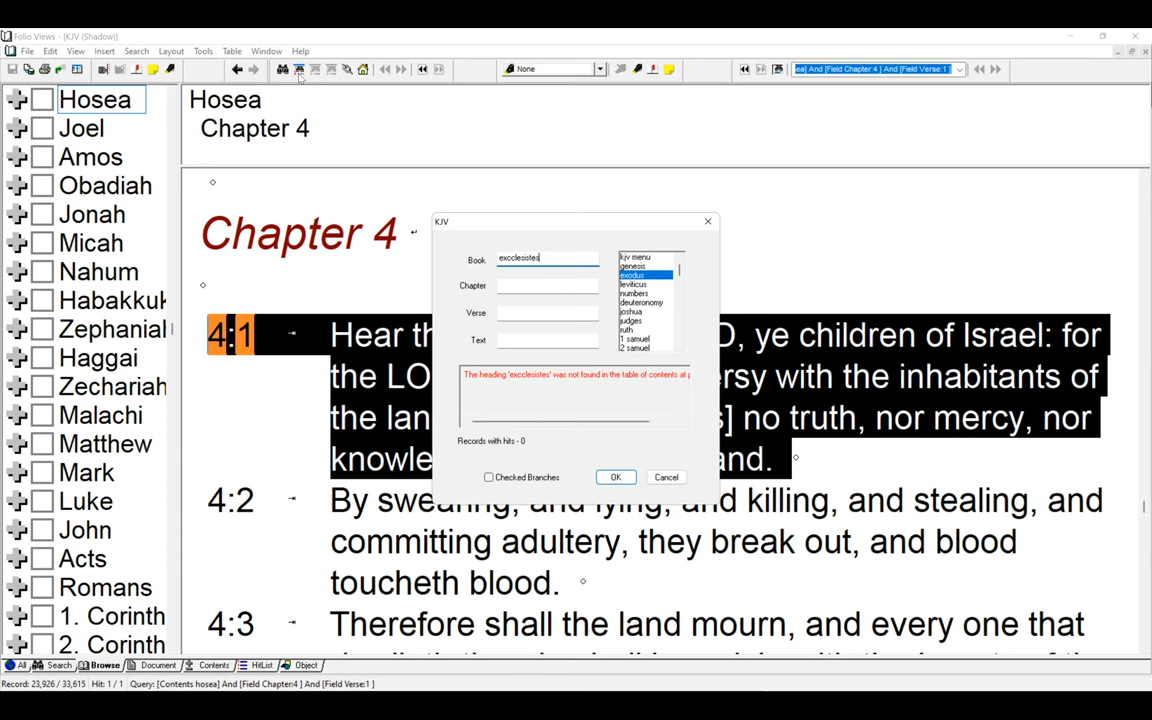 Folio Views - [KJV (Shadow)]
File Edit View Insert Search Layout Tools Table Window Help
None
ea] And [Field Chapter:4 ] And [Field Verse:1 ]
Hosea
Joel
Amos
Obadiah
Jonah
Micah
Nahum
Habakkuk
Zephaniah
Haggai
Zechariah
Malachi
Matthew
Mark
Luke
John
Acts
Romans
1. Corinth
2. Corinth
Hosea
Chapter 4
Chapter 4
4:1 Hear th D, ye children of Israel: for
the LO ersy with the inhabitants of
the lan s] no truth, nor mercy, nor
knowle and.
4:2 By swearing, and lying, and killing, and stealing, and
committing adultery, they break out, and blood
toucheth blood.
4:3 Therefore shall the land mourn, and every one that
KJV
Book excclesistes
Chapter
Verse
Text
kjv menu
genesis
exodus
leviticus
numbers
deuteronomy
joshua
judges
ruth
1 samuel
2 samuel
The heading 'excclesistes' was not found in the table of contents at p
Records with hits - 0
Checked Branches OK Cancel
All Search Browse Document Contents HitList Object
Record: 23,926 / 33,615 Hit: 1 / 1 Query: [Contents hosea] And [Field Chapter:4 ] And [Field Verse:1 ]